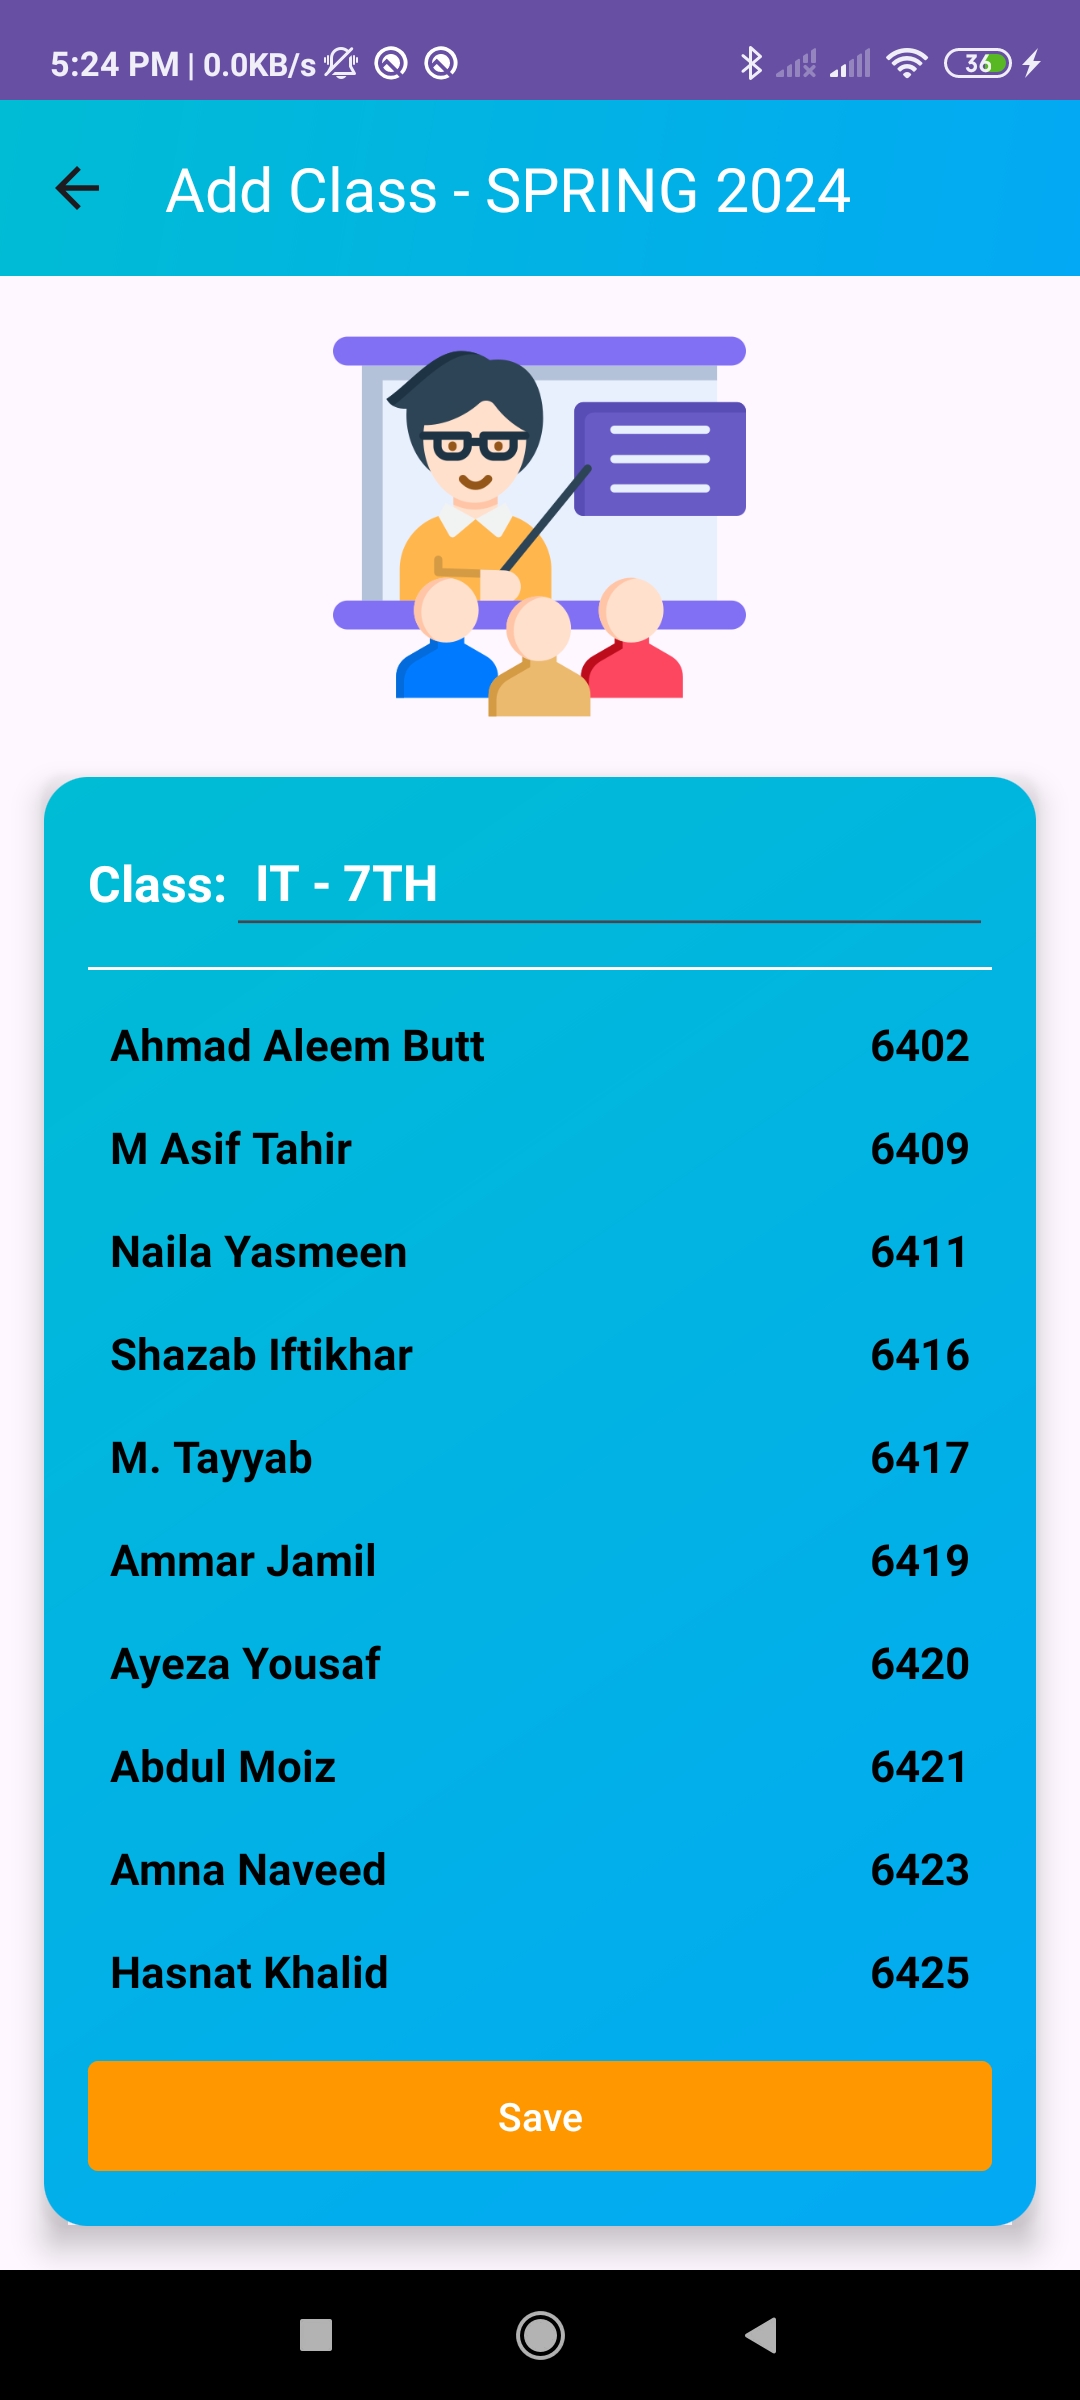 5:24 PM | 0.0KB/s 36
Add Class - SPRING 2024
Class: IT - 7TH
Ahmad Aleem Butt 6402
M Asif Tahir 6409
Naila Yasmeen 6411
Shazab Iftikhar 6416
M. Tayyab 6417
Ammar Jamil 6419
Ayeza Yousaf 6420
Abdul Moiz 6421
Amna Naveed 6423
Hasnat Khalid 6425
Save